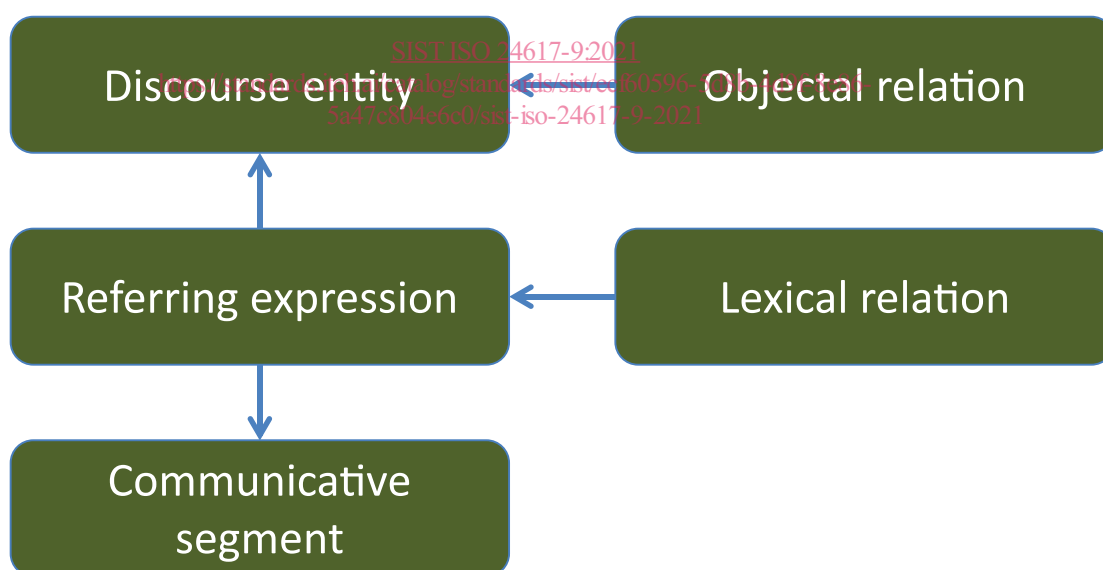 SIST ISO 24617-9:2021
Discourse entity
Objectal relation
5a47c804e6c0/sist-iso-24617-9-2021
Referring expression
Lexical relation
Communicative
segment